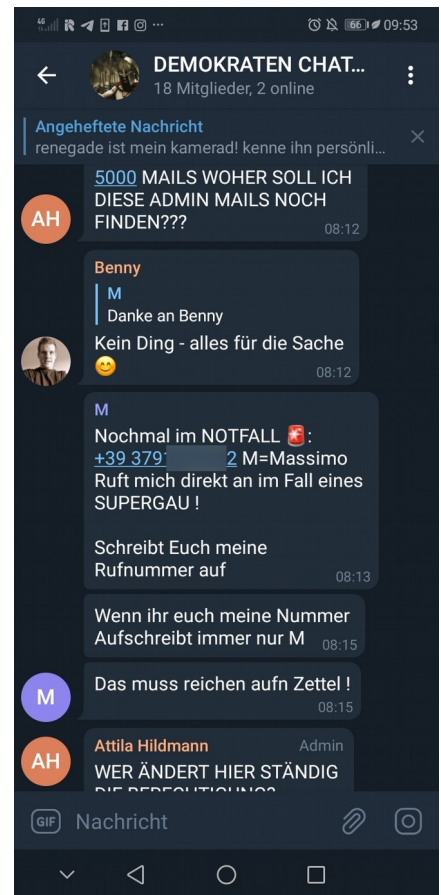 46
66
09:53
DEMOKRATEN CHAT...
18 Mitglieder, 2 online
Angeheftete Nachricht
renegade ist mein kamerad! kenne ihn persönli...
5000 MAILS WOHER SOLL ICH
DIESE ADMIN MAILS NOCH
FINDEN???
08:12
AH
Benny
M
Danke an Benny
Kein Ding - alles für die Sache
😊
08:12
M
Nochmal im NOTFALL 🚨:
+39 379 2 M=Massimo
Ruft mich direkt an im Fall eines
SUPERGAU !
Schreibt Euch meine
Rufnummer auf
08:13
Wenn ihr euch meine Nummer
Aufschreibt immer nur M
08:15
Das muss reichen aufn Zettel !
08:15
M
Attila Hildmann
Admin
AH
WER ÄNDERT HIER STÄNDIG
DIE BERECHTIGUNG?
GIF
Nachricht